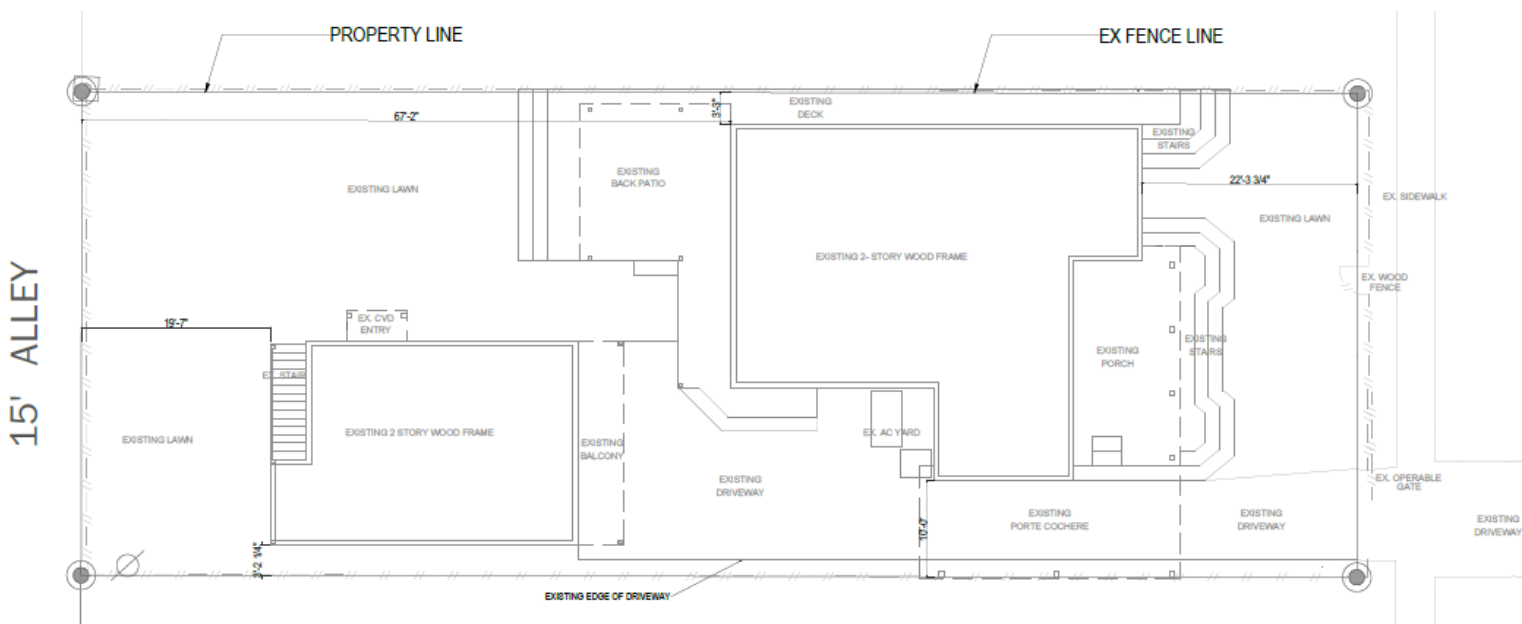 PROPERTY LINE
EX FENCE LINE
EXISTING
DECK
3'-3"
67'-2"
EXISTING
STAIRS
EXISTING
BACK PATIO
22'-3 3/4"
EXISTING LAWN
EX. SIDEWALK
EXISTING LAWN
EXISTING 2- STORY WOOD FRAME
15' ALLEY
EX. WOOD
FENCE
19'-7"
EX. CVD
ENTRY
EXISTING
STAIRS
EXISTING
PORCH
EX. STAIR
EXISTING LAWN
EXISTING 2 STORY WOOD FRAME
EXISTING
BALCONY
EX. AC YARD
EXISTING
DRIVEWAY
EX. OPERABLE
GATE
EXISTING
PORTE COCHERE
EXISTING
DRIVEWAY
EXISTING
DRIVEWAY
10'-0"
3'-2 1/4"
EXISTING EDGE OF DRIVEWAY